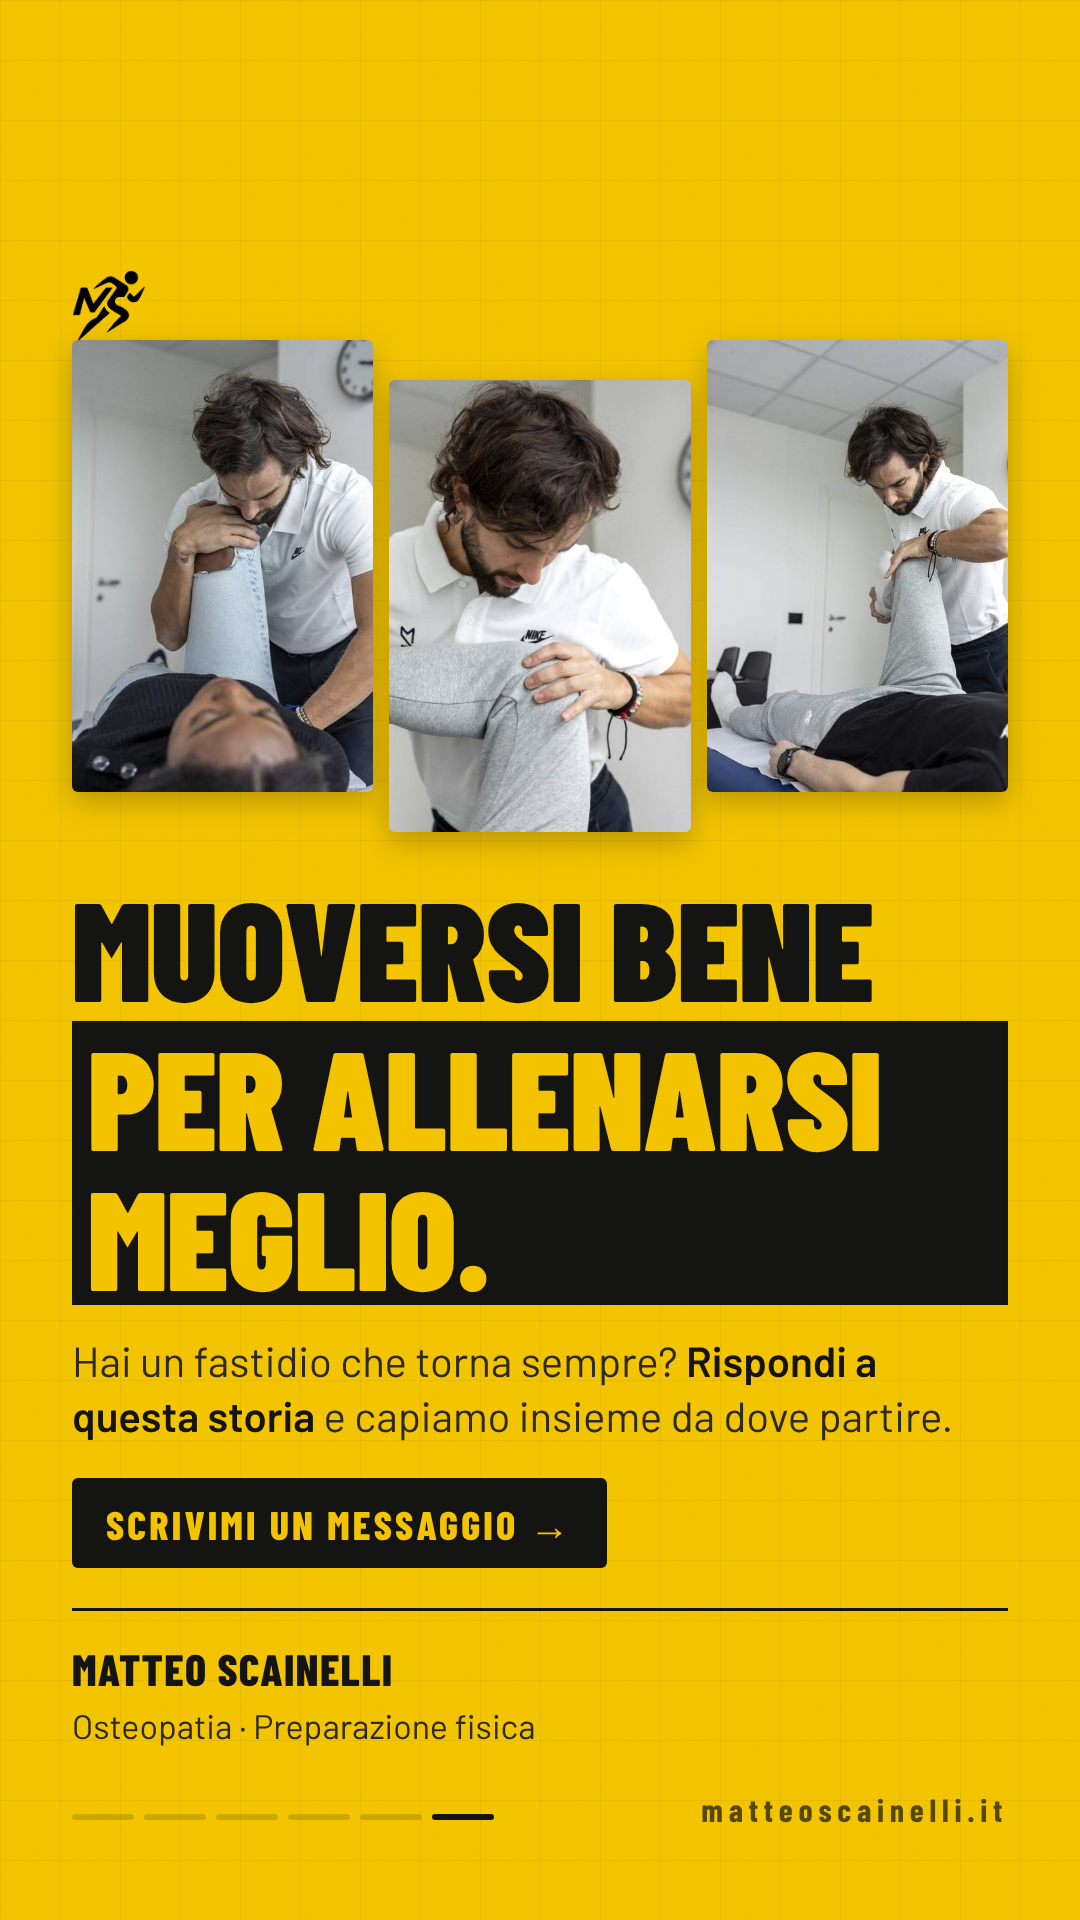 NIKE
MUOVERSI BENE
PER ALLENARSI
MEGLIO.
Hai un fastidio che torna sempre? Rispondi a
questa storia e capiamo insieme da dove partire.
SCRIVIMI UN MESSAGGIO →
MATTEO SCAINELLI
Osteopatia · Preparazione fisica
matteoscainelli.it